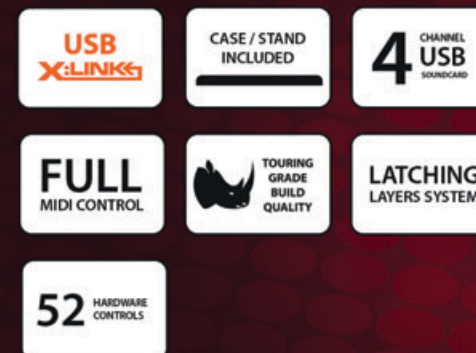 USB
X:LINK
CASE / STAND
INCLUDED
4
CHANNEL
USB
SOUNDCARD
FULL
MIDI CONTROL
TOURING
GRADE
BUILD
QUALITY
LATCHING
LAYERS SYSTEM
52
HARDWARE
CONTROLS